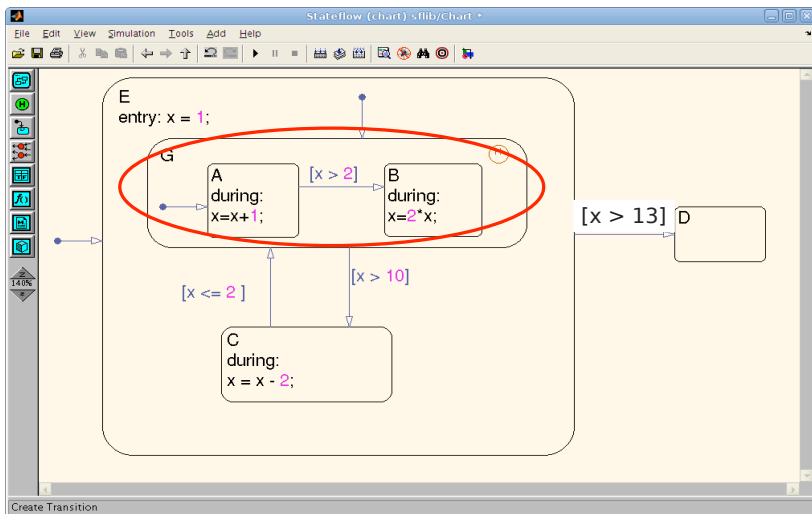 Stateflow (chart) sflib/Chart *
File Edit View Simulation Tools Add Help
E
entry: x = 1;
G
H
A
during:
x=x+1;
[x > 2]
B
during:
x=2*x;
[x > 13]
D
[x <= 2 ]
[x > 10]
C
during:
x = x - 2;
H
f()
140%
Create Transition